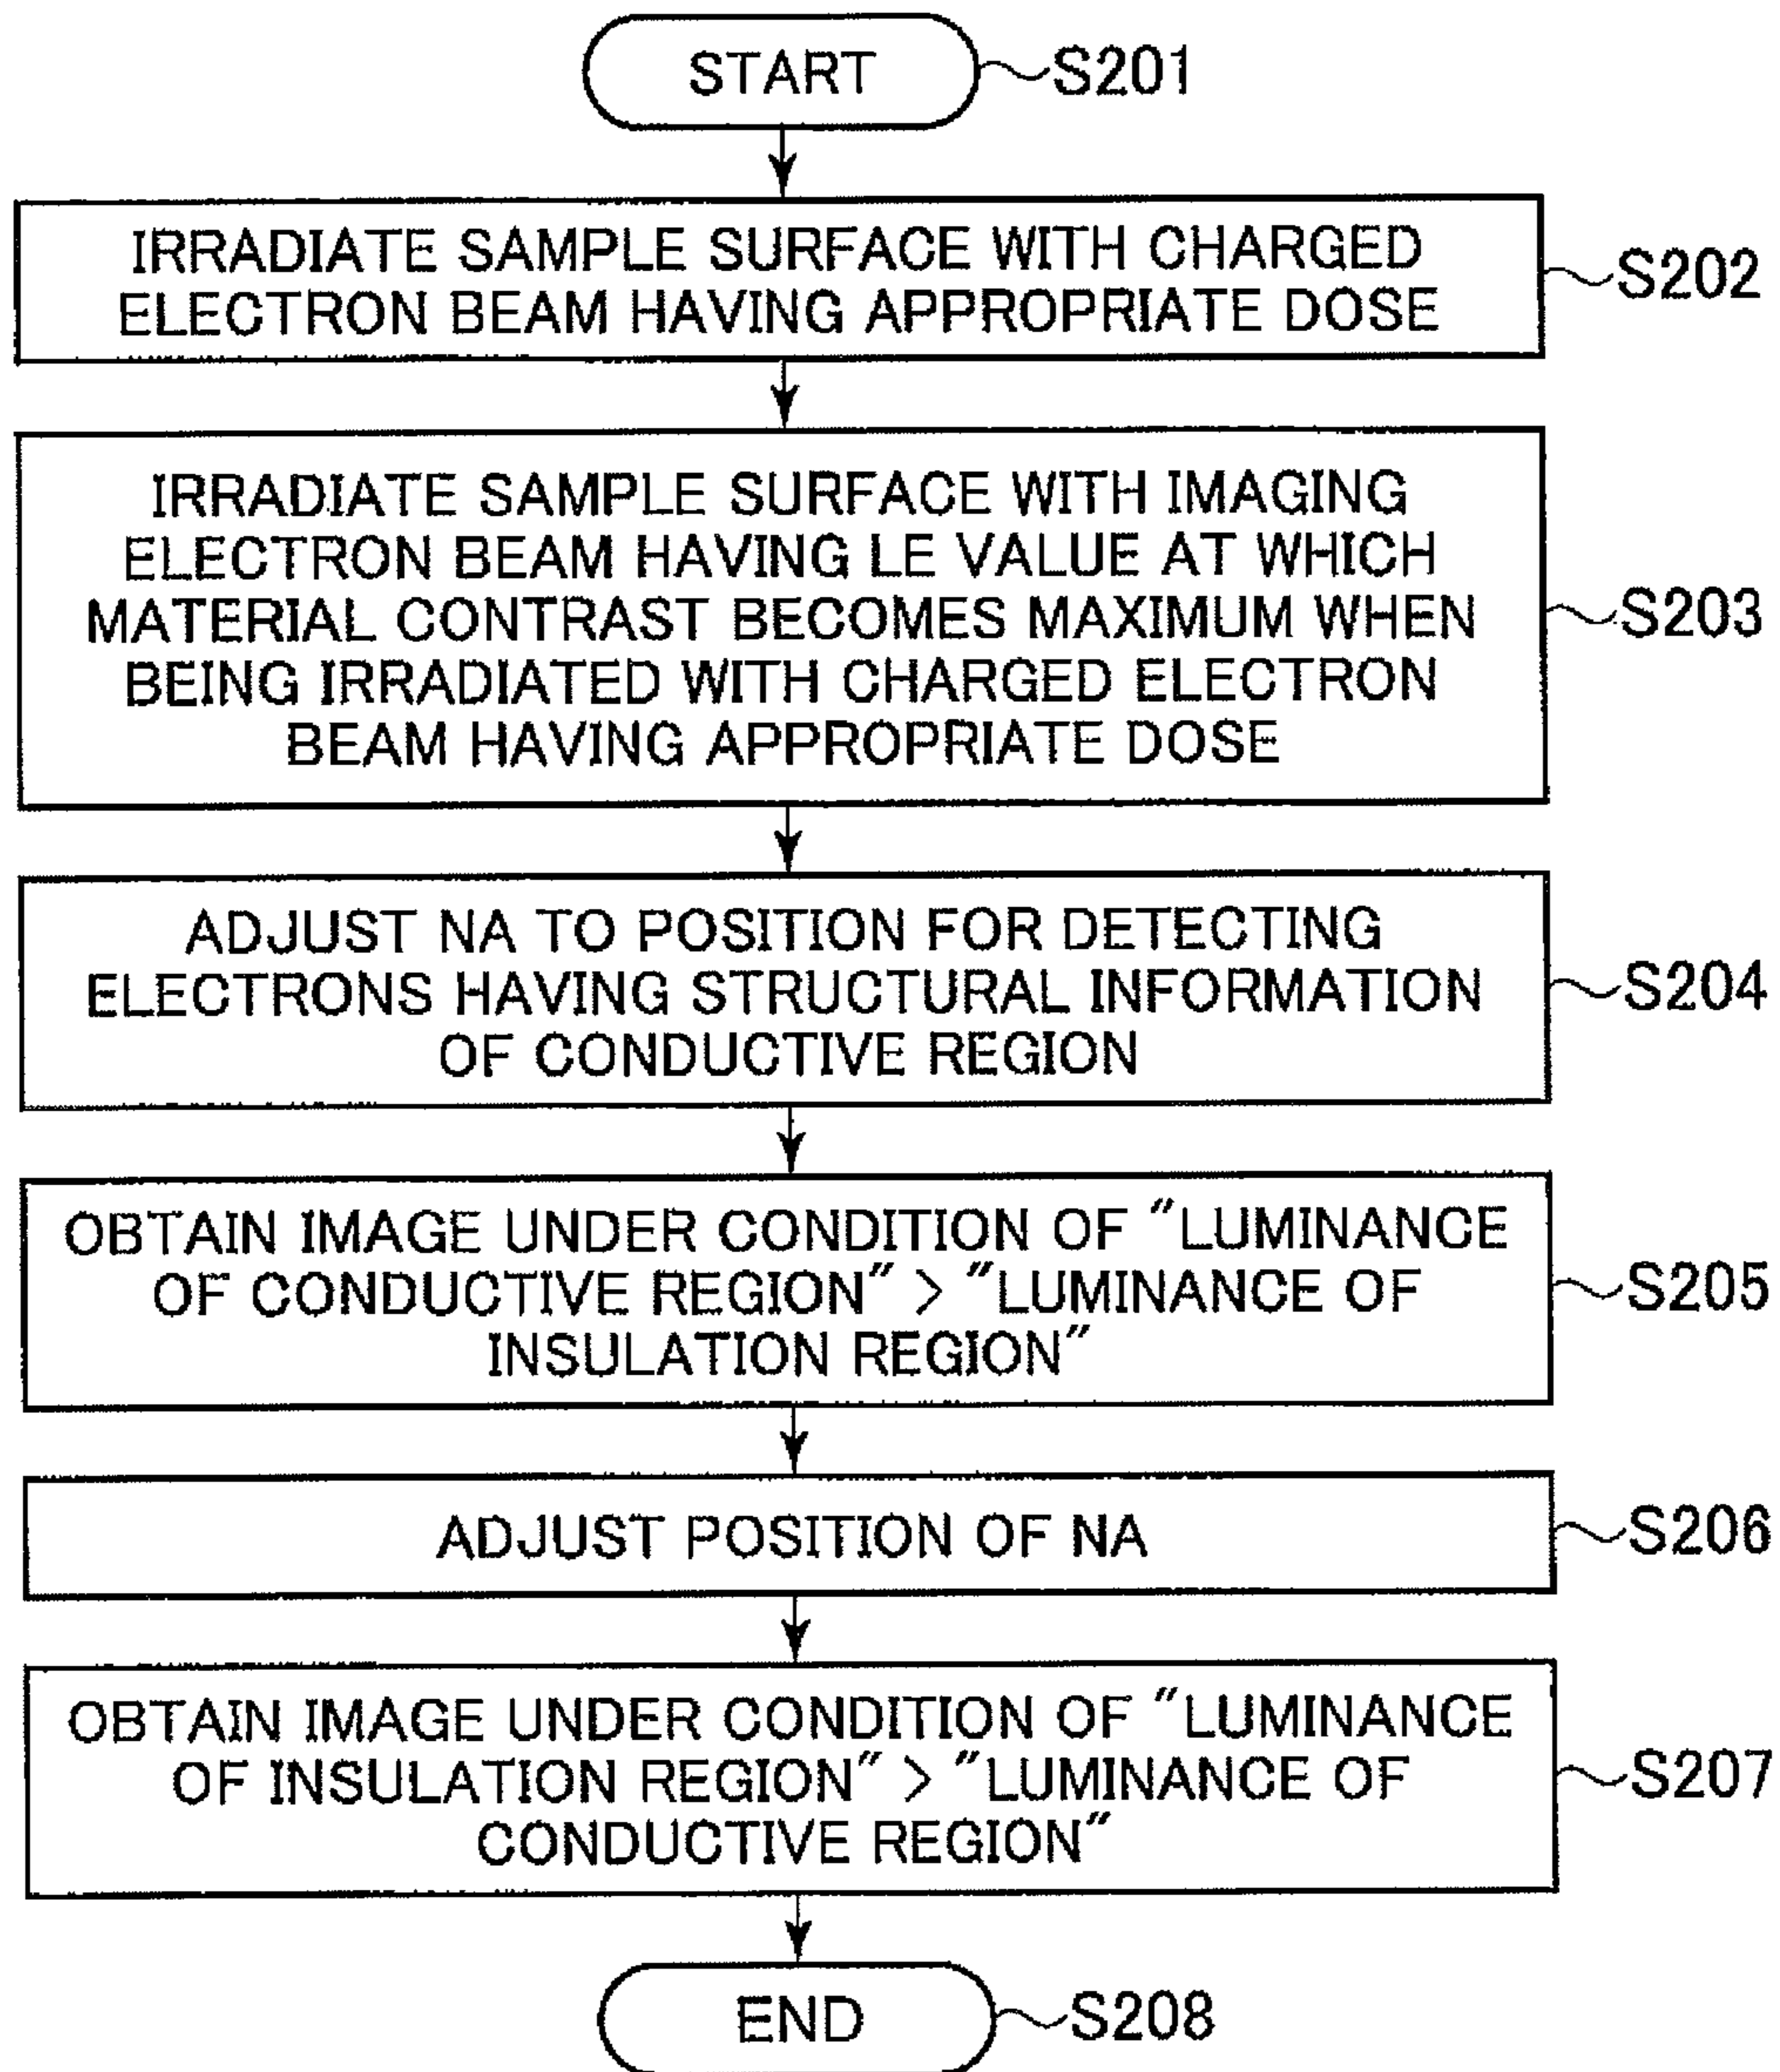 START
S201
IRRADIATE SAMPLE SURFACE WITH CHARGED
ELECTRON BEAM HAVING APPROPRIATE DOSE
S202
IRRADIATE SAMPLE SURFACE WITH IMAGING
ELECTRON BEAM HAVING LE VALUE AT WHICH
MATERIAL CONTRAST BECOMES MAXIMUM WHEN
BEING IRRADIATED WITH CHARGED ELECTRON
BEAM HAVING APPROPRIATE DOSE
S203
ADJUST NA TO POSITION FOR DETECTING
ELECTRONS HAVING STRUCTURAL INFORMATION
OF CONDUCTIVE REGION
S204
OBTAIN IMAGE UNDER CONDITION OF "LUMINANCE
OF CONDUCTIVE REGION" > "LUMINANCE OF
INSULATION REGION"
S205
ADJUST POSITION OF NA
S206
OBTAIN IMAGE UNDER CONDITION OF "LUMINANCE
OF INSULATION REGION" > "LUMINANCE OF
CONDUCTIVE REGION"
S207
END
S208